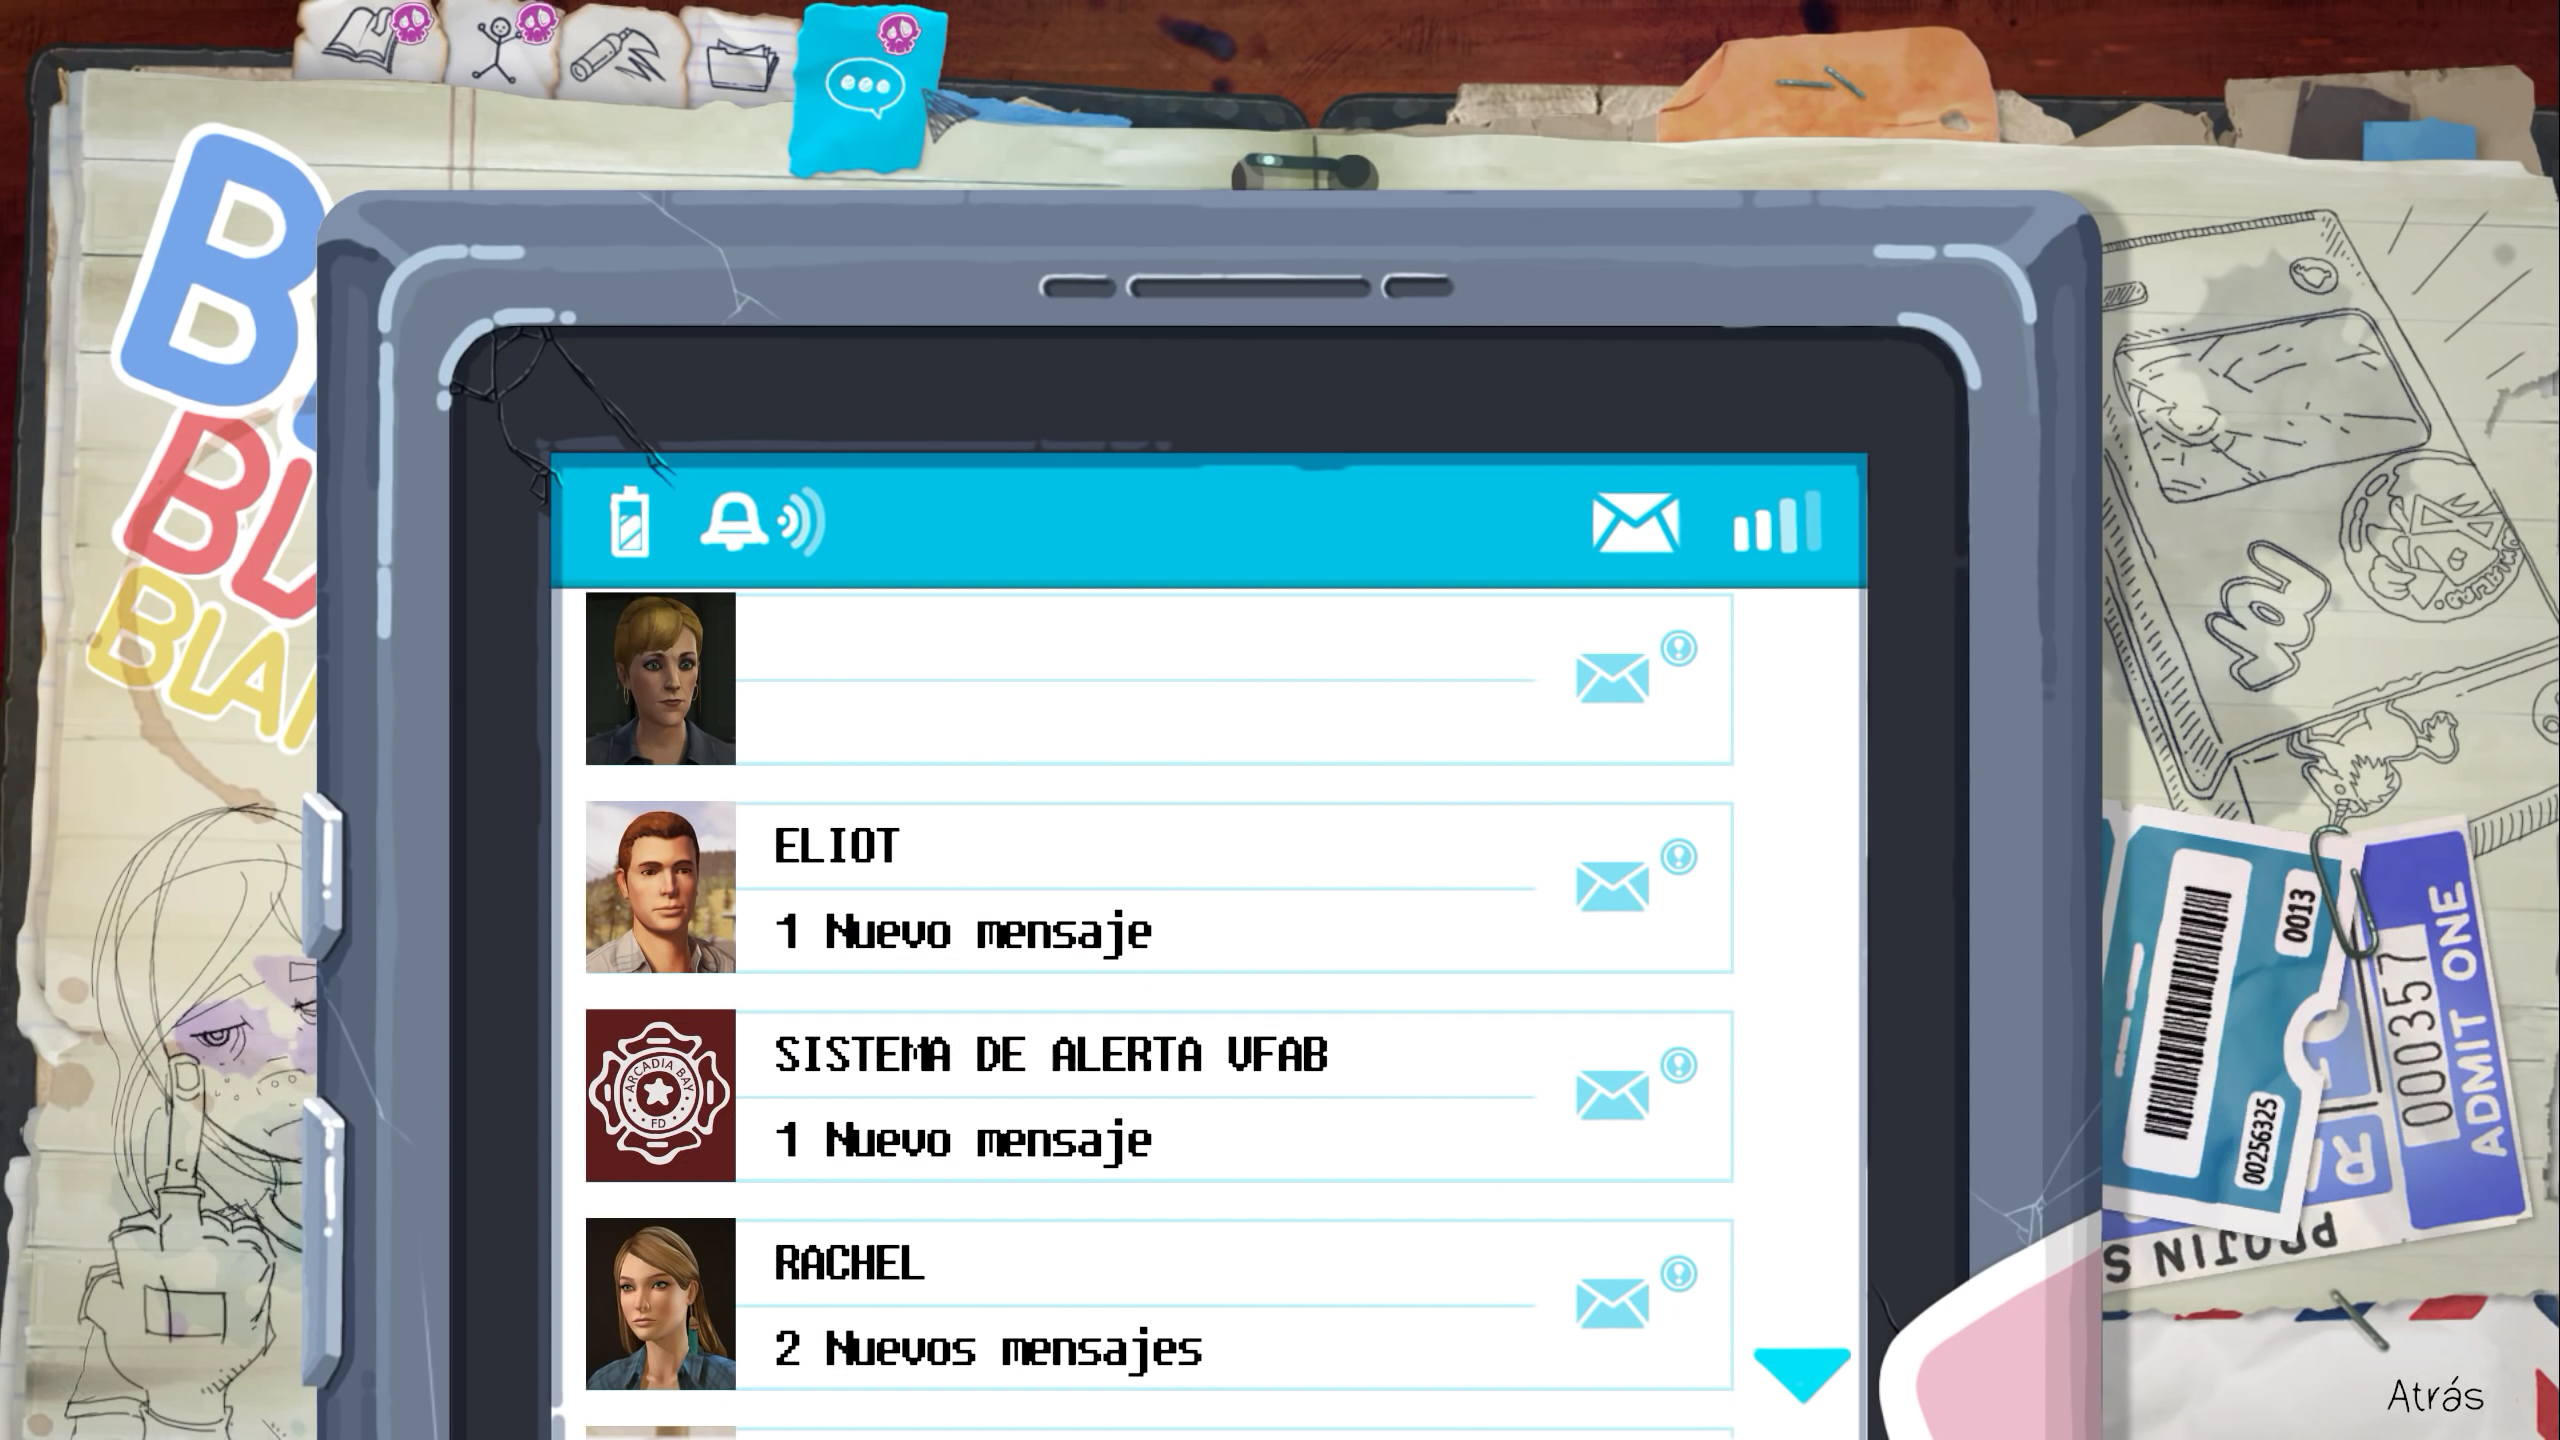 ELIOT
1 Nuevo mensaje
SISTEMA DE ALERTA VFAB
1 Nuevo mensaje
ARCADIA BAY
FD
RACHEL
2 Nuevos mensajes
0013
00256325
000357
ADMIT ONE
Atrás